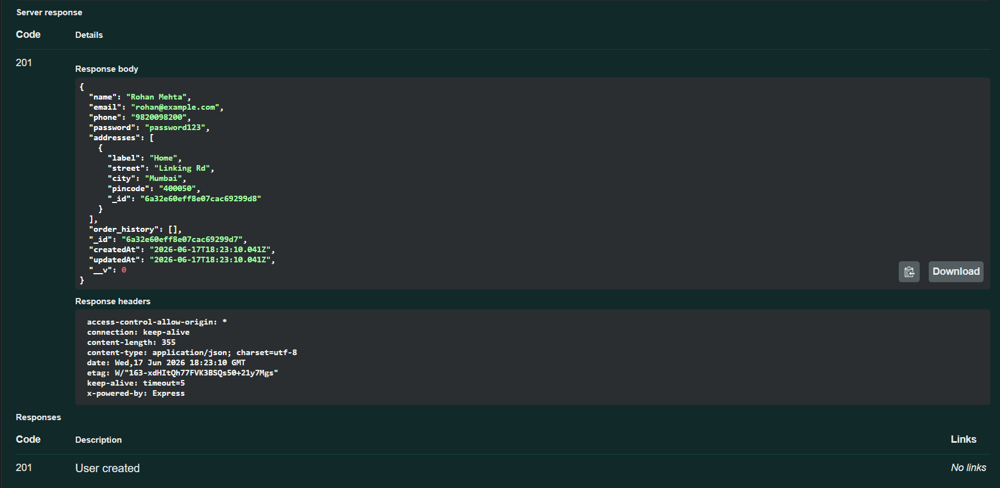 Server response
Code Details
201
Response body
{
  "name": "Rohan Mehta",
  "email": "rohan@example.com",
  "phone": "9820098200",
  "password": "password123",
  "addresses": [
    {
      "label": "Home",
      "street": "Linking Rd",
      "city": "Mumbai",
      "pincode": "400050",
      "_id": "6a32e60eff8e07cac69299d8"
    }
  ],
  "order_history": [],
  "_id": "6a32e60eff8e07cac69299d7",
  "createdAt": "2026-06-17T18:23:10.041Z",
  "updatedAt": "2026-06-17T18:23:10.041Z",
  "__v": 0
}
Download
Response headers
access-control-allow-origin: *
connection: keep-alive
content-length: 355
content-type: application/json; charset=utf-8
date: Wed,17 Jun 2026 18:23:10 GMT
etag: W/"163-xdHItQh77FVK3BSQs50+21y7Mgs"
keep-alive: timeout=5
x-powered-by: Express
Responses
Code Description Links
201 User created No links